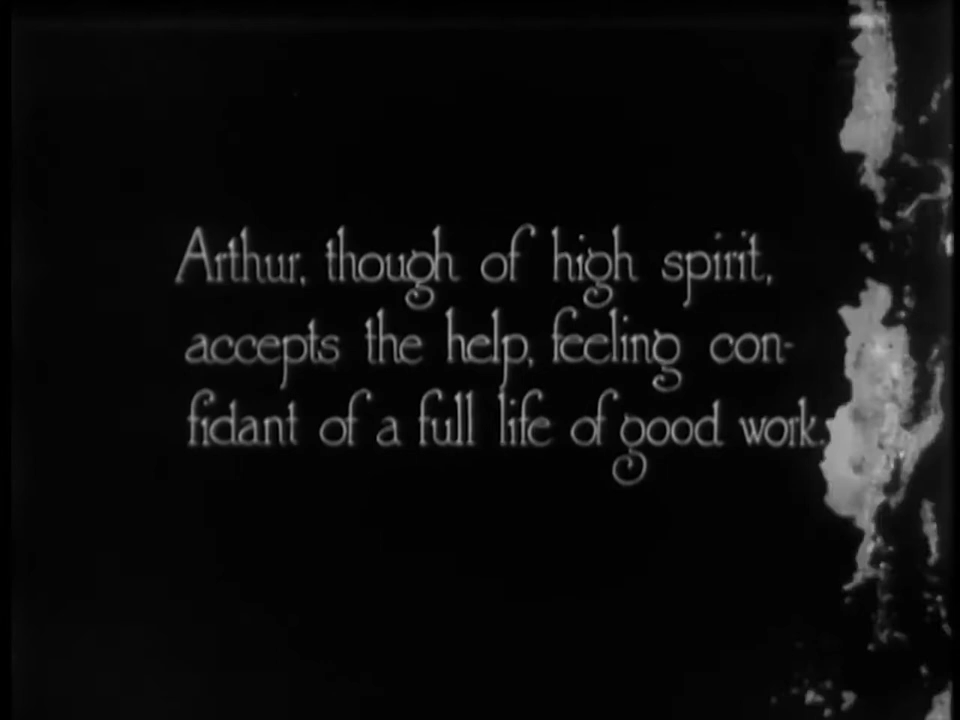 Arthur, though of high spirit,
accepts the help, feeling con-
fidant of a full life of good work.